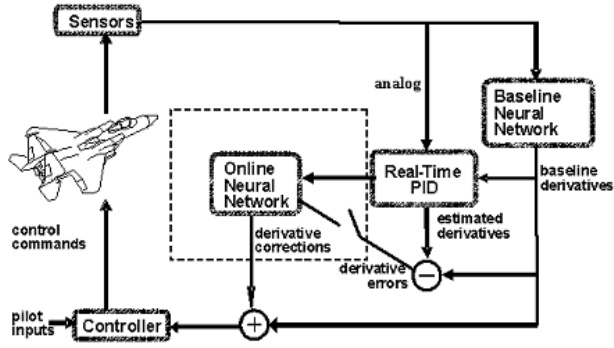 Sensors
analog
Baseline
Neural
Network
Online
Neural
Network
Real-Time
PID
baseline
derivatives
estimated
derivatives
derivative
corrections
derivative
errors
−
control
commands
pilot
inputs
Controller
+